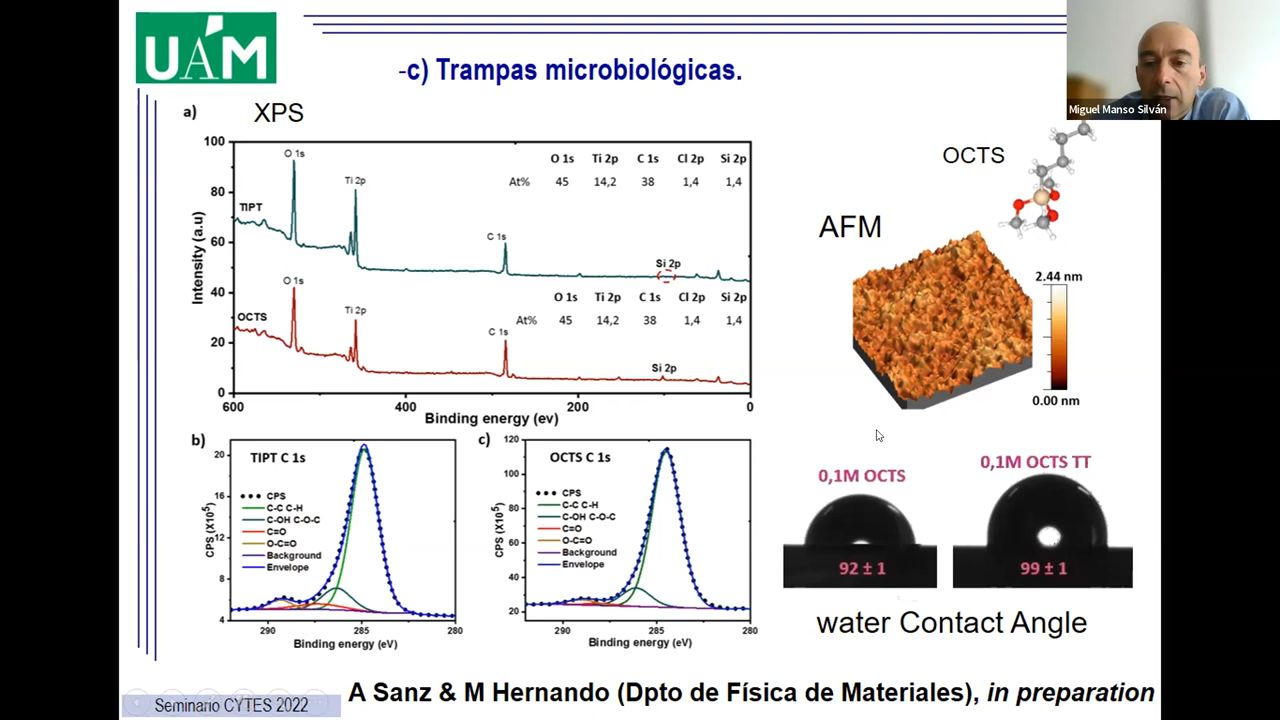 UAM
-c) Trampas microbiológicas.
Miguel Manso Silván
a) XPS
OCTS
AFM
2.44 nm
0.00 nm
Intensity (a.u)
100
80
60
40
20
0
O 1s
Ti 2p
C 1s
Si 2p
TIPT
O 1s Ti 2p C 1s Cl 2p Si 2p
At% 45 14,2 38 1,4 1,4
O 1s
Ti 2p
C 1s
Si 2p
OCTS
O 1s Ti 2p C 1s Cl 2p Si 2p
At% 45 14,2 38 1,4 1,4
600 400 200 0
Binding energy (ev)
b)
TIPT C 1s
CPS
C-C C-H
C-OH C-O-C
C=O
O-C=O
Background
Envelope
CPS (X10⁵)
20
16
12
8
4
290 285 280
Binding energy (eV)
c)
OCTS C 1s
CPS
C-C C-H
C-OH C-O-C
C=O
O-C=O
Background
Envelope
CPS (X10⁵)
120
100
80
60
40
20
290 285 280
Binding energy (eV)
0,1M OCTS
92 ± 1
0,1M OCTS TT
99 ± 1
water Contact Angle
A Sanz & M Hernando (Dpto de Física de Materiales), in preparation
Seminario CYTES 2022